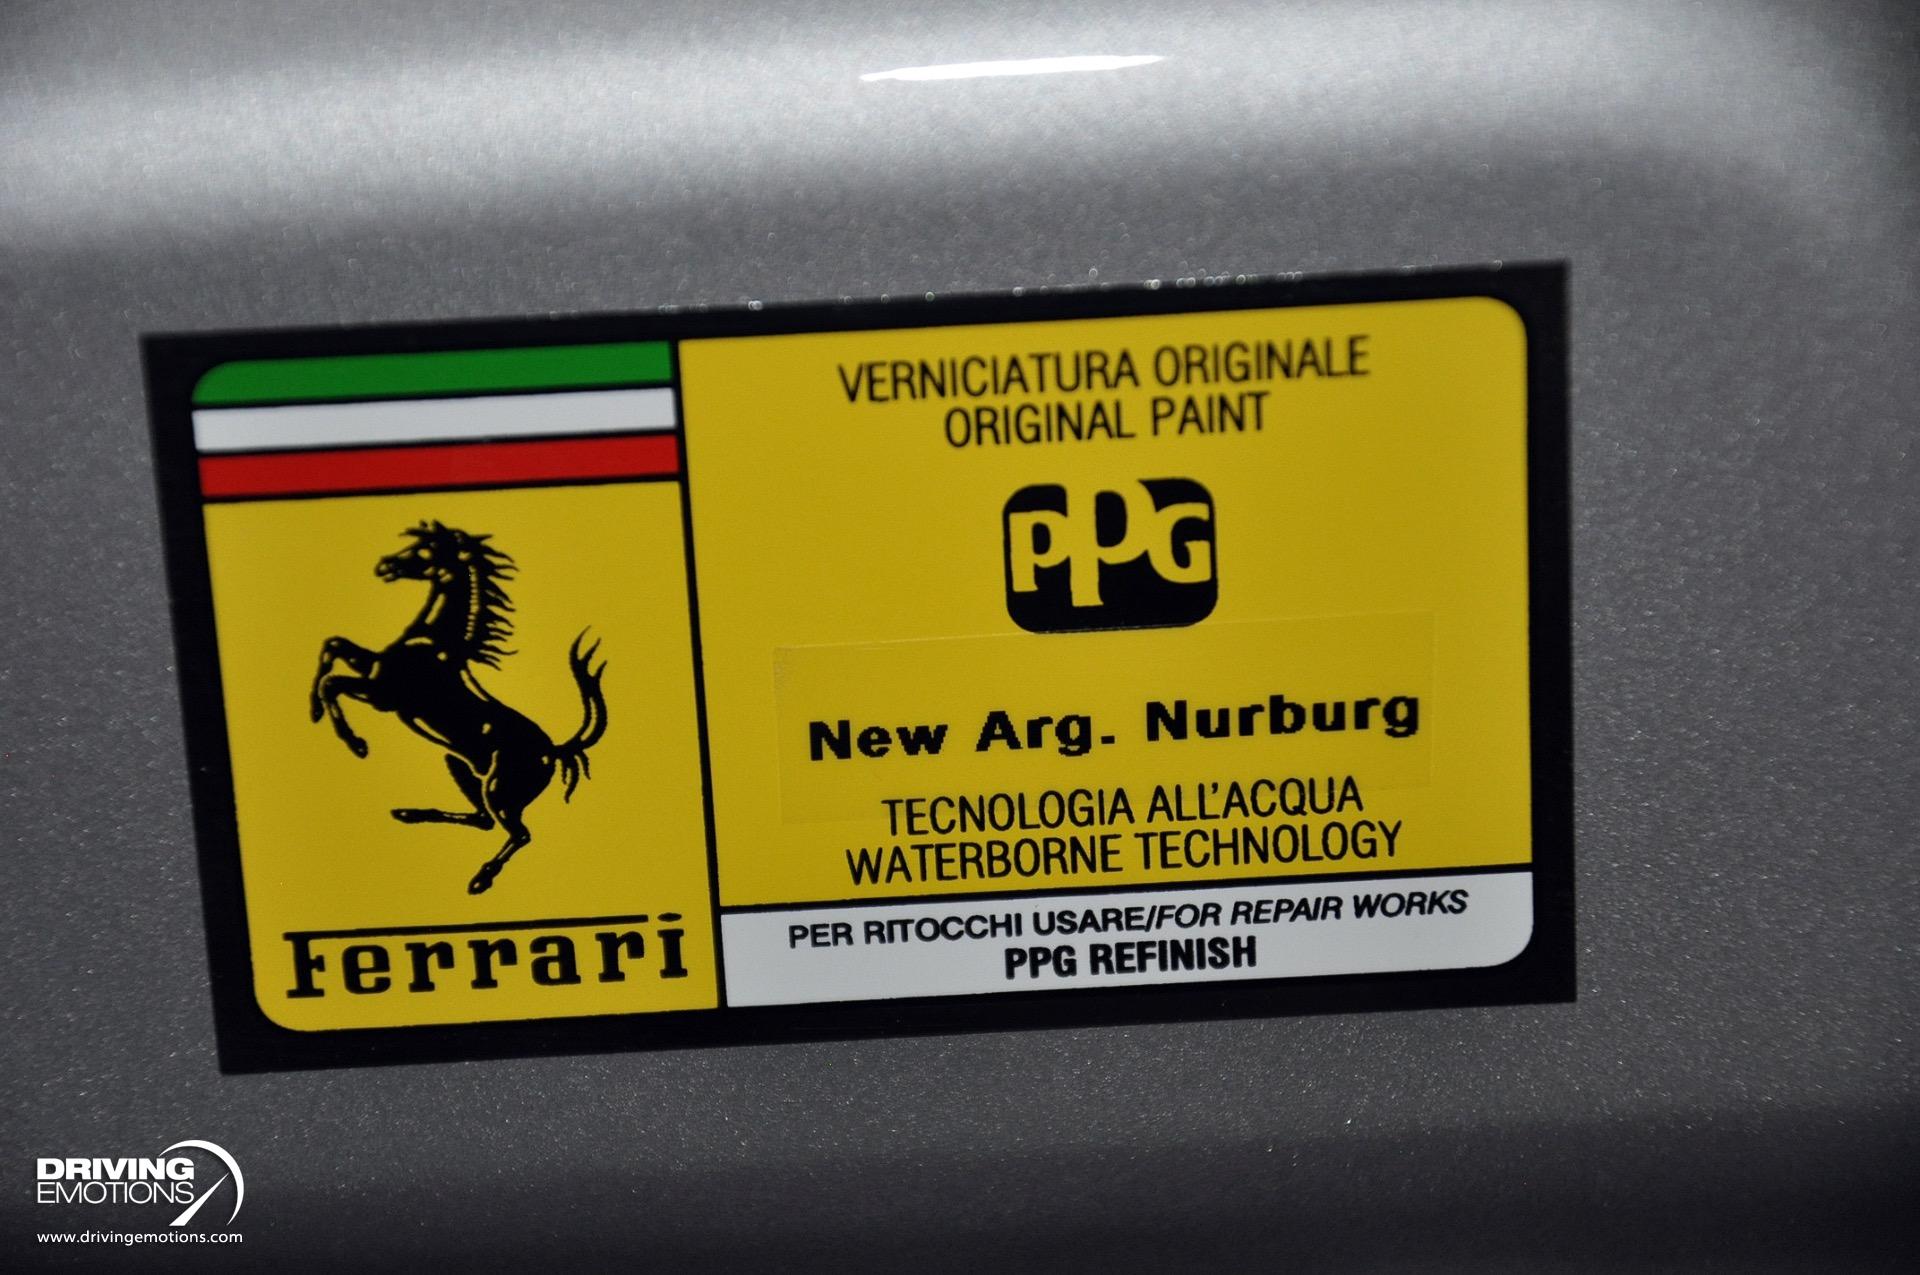 VERNICIATURA ORIGINALE
ORIGINAL PAINT
PPG
New Arg. Nurburg
TECNOLOGIA ALL'ACQUA
WATERBORNE TECHNOLOGY
Ferrari
PER RITOCCHI USARE/FOR REPAIR WORKS
PPG REFINISH
DRIVING
EMOTIONS
www.drivingemotions.com